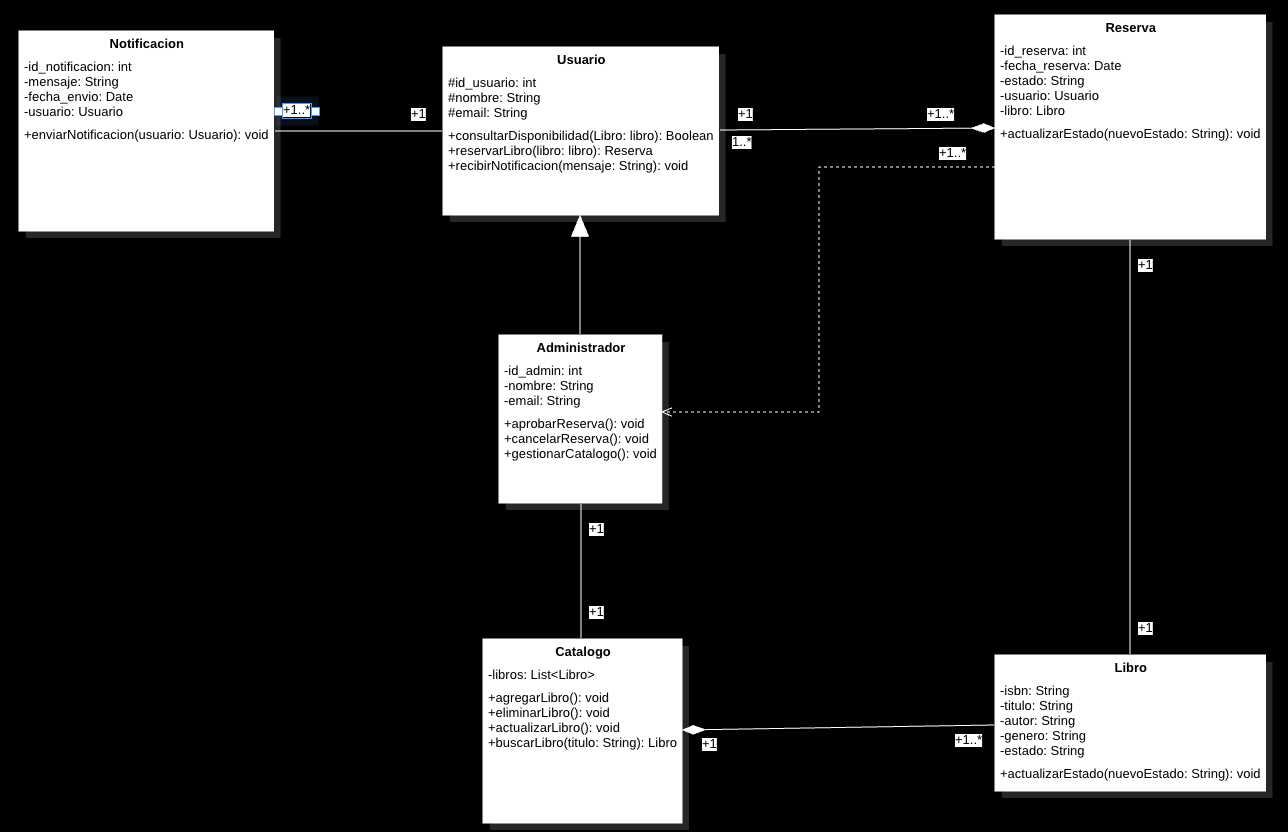 Notificacion
-id_notificacion: int
-mensaje: String
-fecha_envio: Date
-usuario: Usuario
+enviarNotificacion(usuario: Usuario): void
+1..*
+1
Usuario
#id_usuario: int
#nombre: String
#email: String
+consultarDisponibilidad(Libro: libro): Boolean
+reservarLibro(libro: libro): Reserva
+recibirNotificacion(mensaje: String): void
+1
1..*
+1..*
+1..*
Reserva
-id_reserva: int
-fecha_reserva: Date
-estado: String
-usuario: Usuario
-libro: Libro
+actualizarEstado(nuevoEstado: String): void
+1
Administrador
-id_admin: int
-nombre: String
-email: String
+aprobarReserva(): void
+cancelarReserva(): void
+gestionarCatalogo(): void
+1
+1
+1
Catalogo
-libros: List<Libro>
+agregarLibro(): void
+eliminarLibro(): void
+actualizarLibro(): void
+buscarLibro(titulo: String): Libro
+1
+1..*
Libro
-isbn: String
-titulo: String
-autor: String
-genero: String
-estado: String
+actualizarEstado(nuevoEstado: String): void